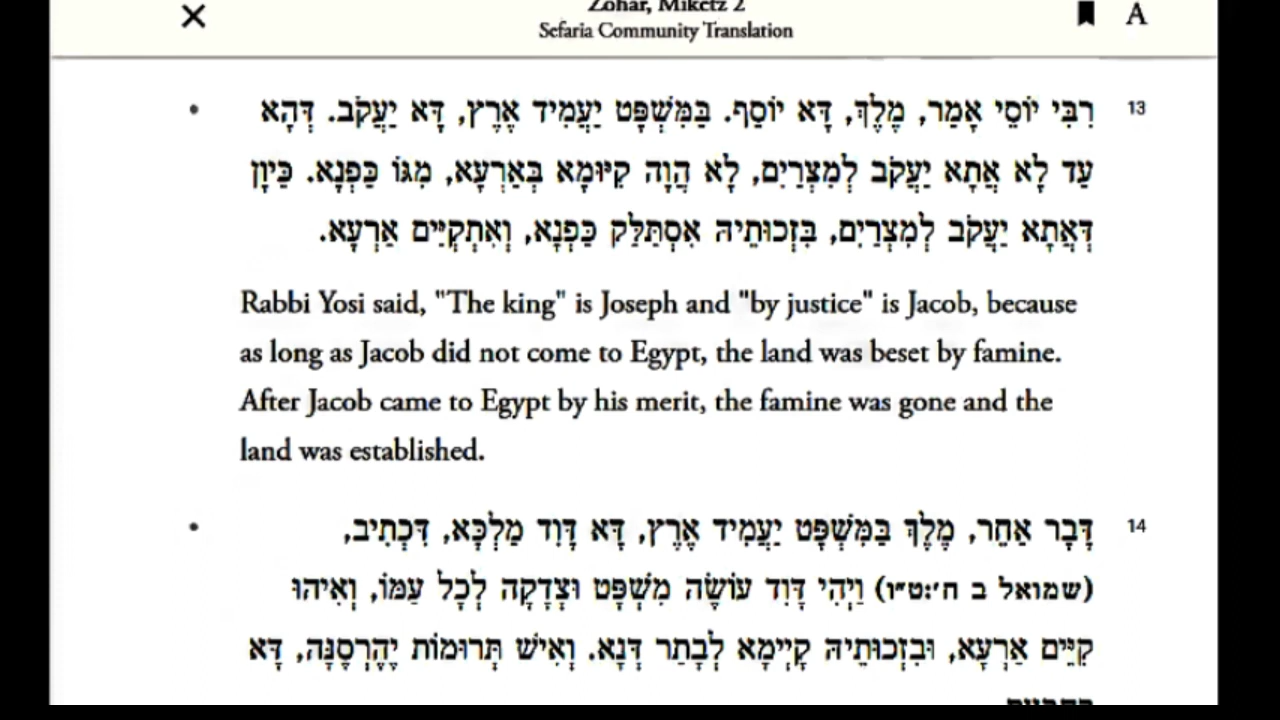 Zohar, Miketz 2
Sefaria Community Translation
A
13
רִבִּי יוֹסֵי אָמַר, מֶלֶךְ, דָּא יוֹסֵף. בַּמִּשְׁפָּט יַעֲמִיד אֶרֶץ, דָּא יַעֲקֹב. דְּהָא
עַד לָא אֲתָא יַעֲקֹב לְמִצְרַיִם, לָא הֲוָה קִיּוּמָא בְּאַרְעָא, מִגּוֹ כַּפְנָא. כֵּיוָן
דְּאֲתָא יַעֲקֹב לְמִצְרַיִם, בִּזְכוּתֵיהּ אִסְתַּלַּק כַּפְנָא, וְאִתְקְיִּים אַרְעָא.
Rabbi Yosi said, "The king" is Joseph and "by justice" is Jacob, because
as long as Jacob did not come to Egypt, the land was beset by famine.
After Jacob came to Egypt by his merit, the famine was gone and the
land was established.
14
דָּבָר אַחֵר, מֶלֶךְ בַּמִּשְׁפָּט יַעֲמִיד אֶרֶץ, דָּא דָּוִד מַלְכָּא, דִּכְתִיב,
(שמואל ב ח׳:ט״ו) וַיְהִי דָּוִד עוֹשֶׂה מִשְׁפָּט וּצְדָקָה לְכָל עַמּוֹ, וְאִיהוּ
קִיֵּים אַרְעָא, וּבִזְכוּתֵיהּ קָיְימָא לְבָתַר דְּנָא. וְאִישׁ תְּרוּמוֹת יֶהֶרְסֶנָּה, דָּא